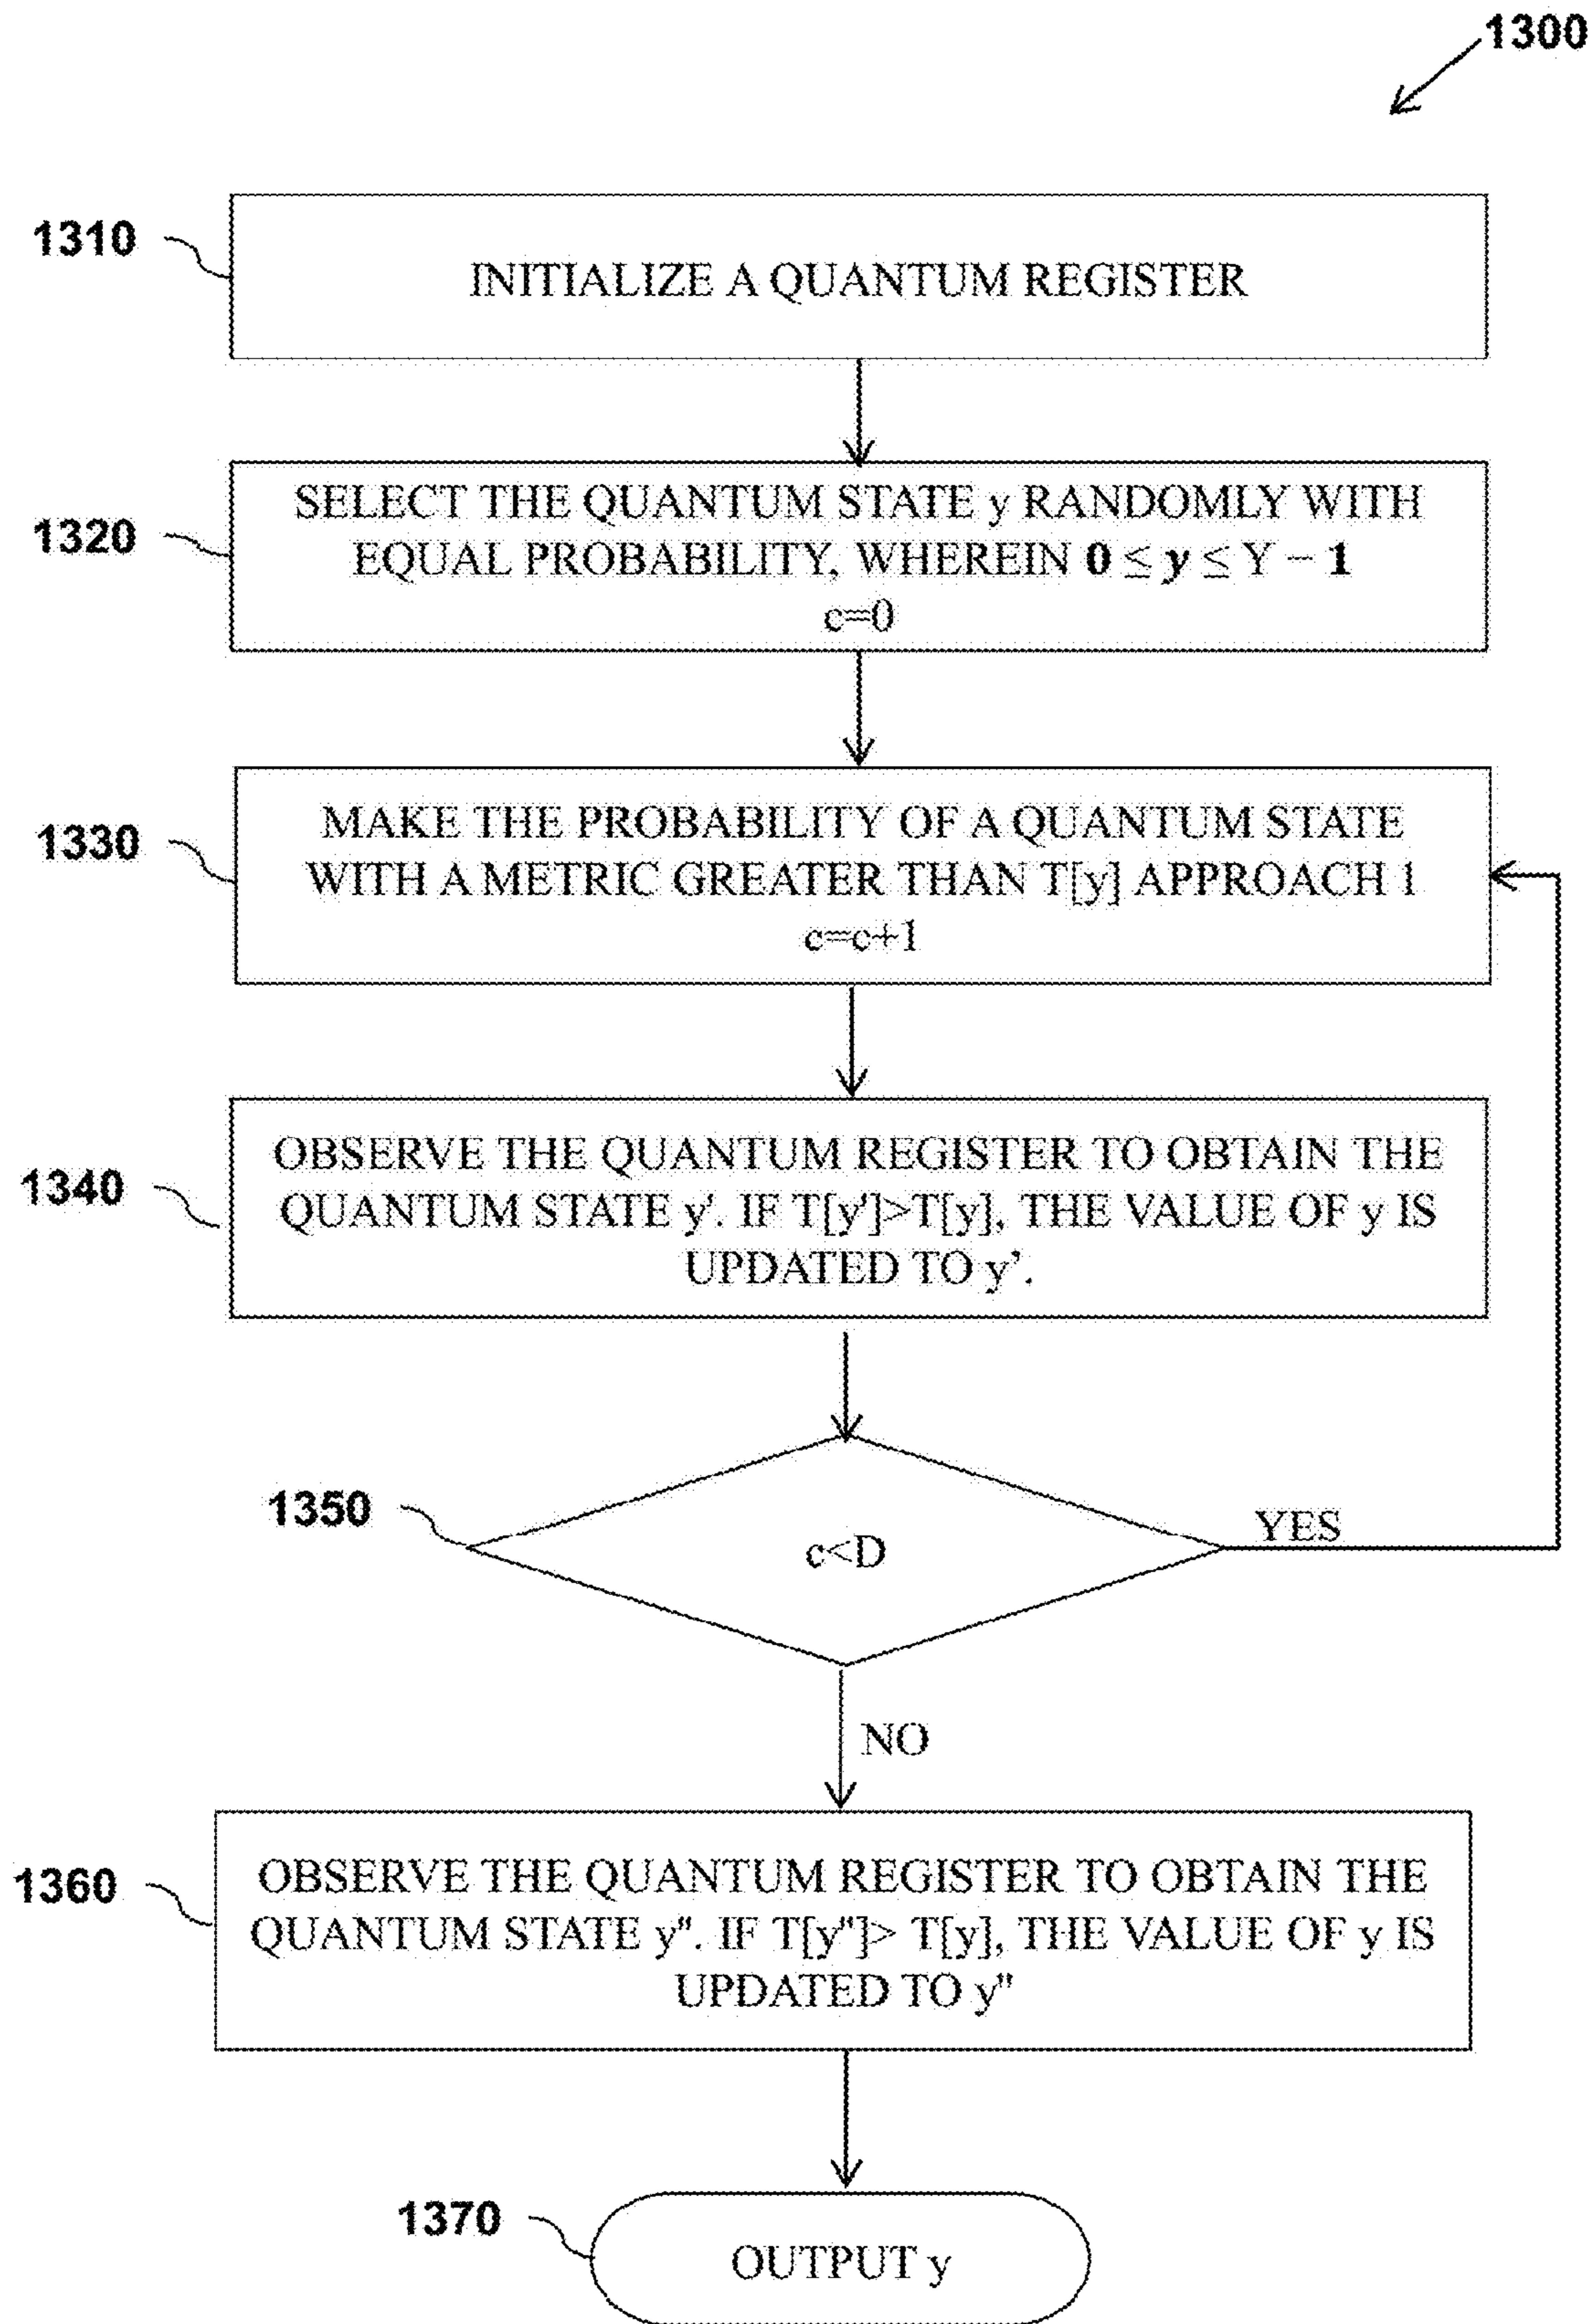 1300
1310
INITIALIZE A QUANTUM REGISTER
1320
SELECT THE QUANTUM STATE y RANDOMLY WITH
EQUAL PROBABILITY, WHEREIN 0 ≤ y ≤ Y − 1
c=0
1330
MAKE THE PROBABILITY OF A QUANTUM STATE
WITH A METRIC GREATER THAN T[y] APPROACH 1
c=c+1
1340
OBSERVE THE QUANTUM REGISTER TO OBTAIN THE
QUANTUM STATE y'. IF T[y']>T[y], THE VALUE OF y IS
UPDATED TO y’.
1350
c<D
YES
NO
1360
OBSERVE THE QUANTUM REGISTER TO OBTAIN THE
QUANTUM STATE y". IF T[y"]> T[y], THE VALUE OF y IS
UPDATED TO y"
1370
OUTPUT y